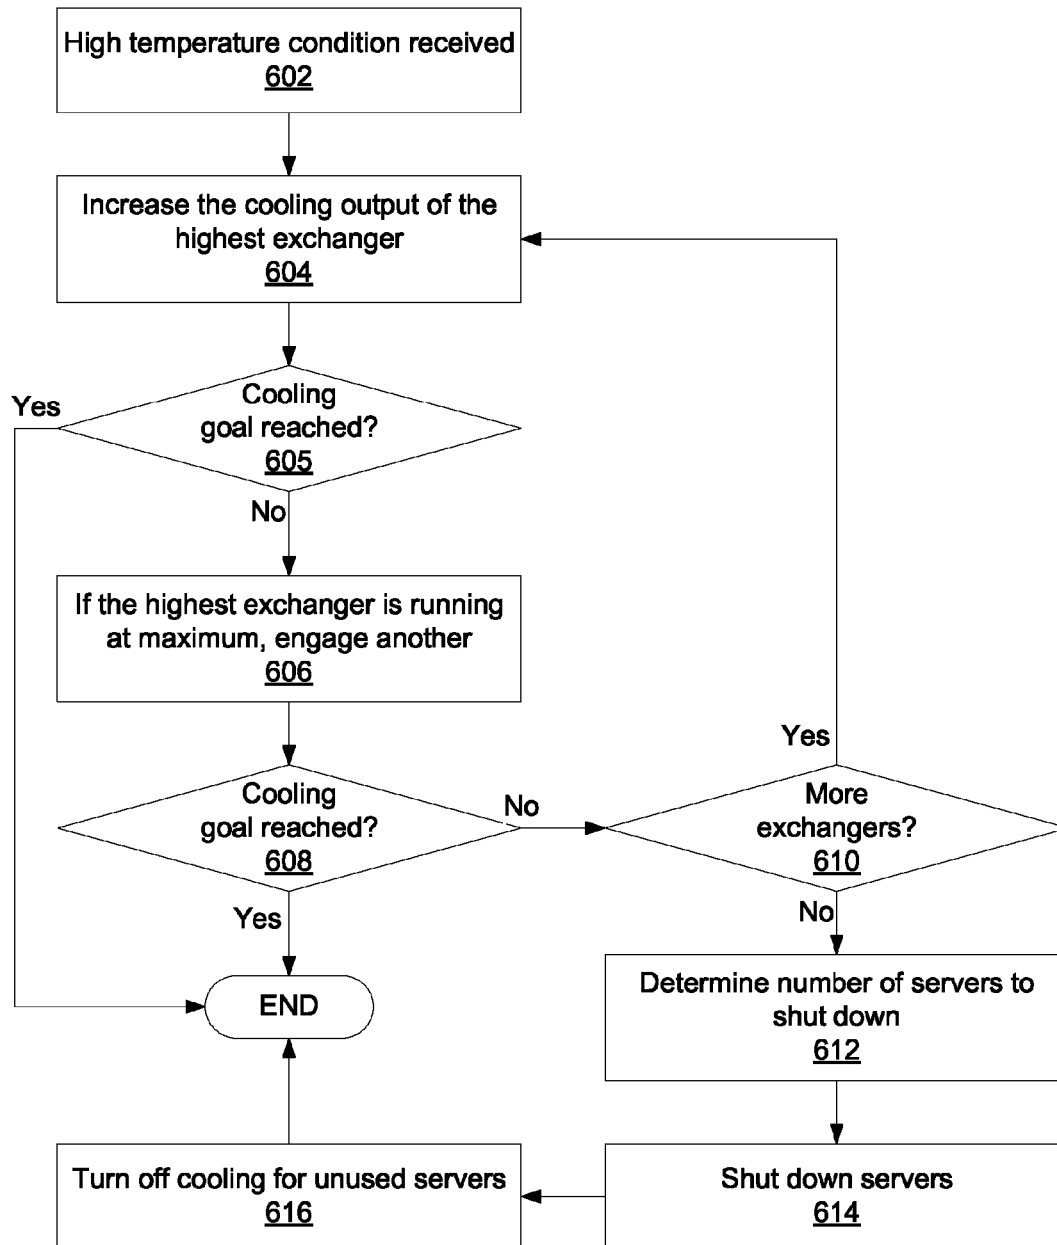 High temperature condition received
602
Increase the cooling output of the
highest exchanger
604
Yes
Cooling
goal reached?
605
No
If the highest exchanger is running
at maximum, engage another
606
Yes
Cooling
goal reached?
608
No
More
exchangers?
610
Yes
No
END
Determine number of servers to
shut down
612
Turn off cooling for unused servers
616
Shut down servers
614